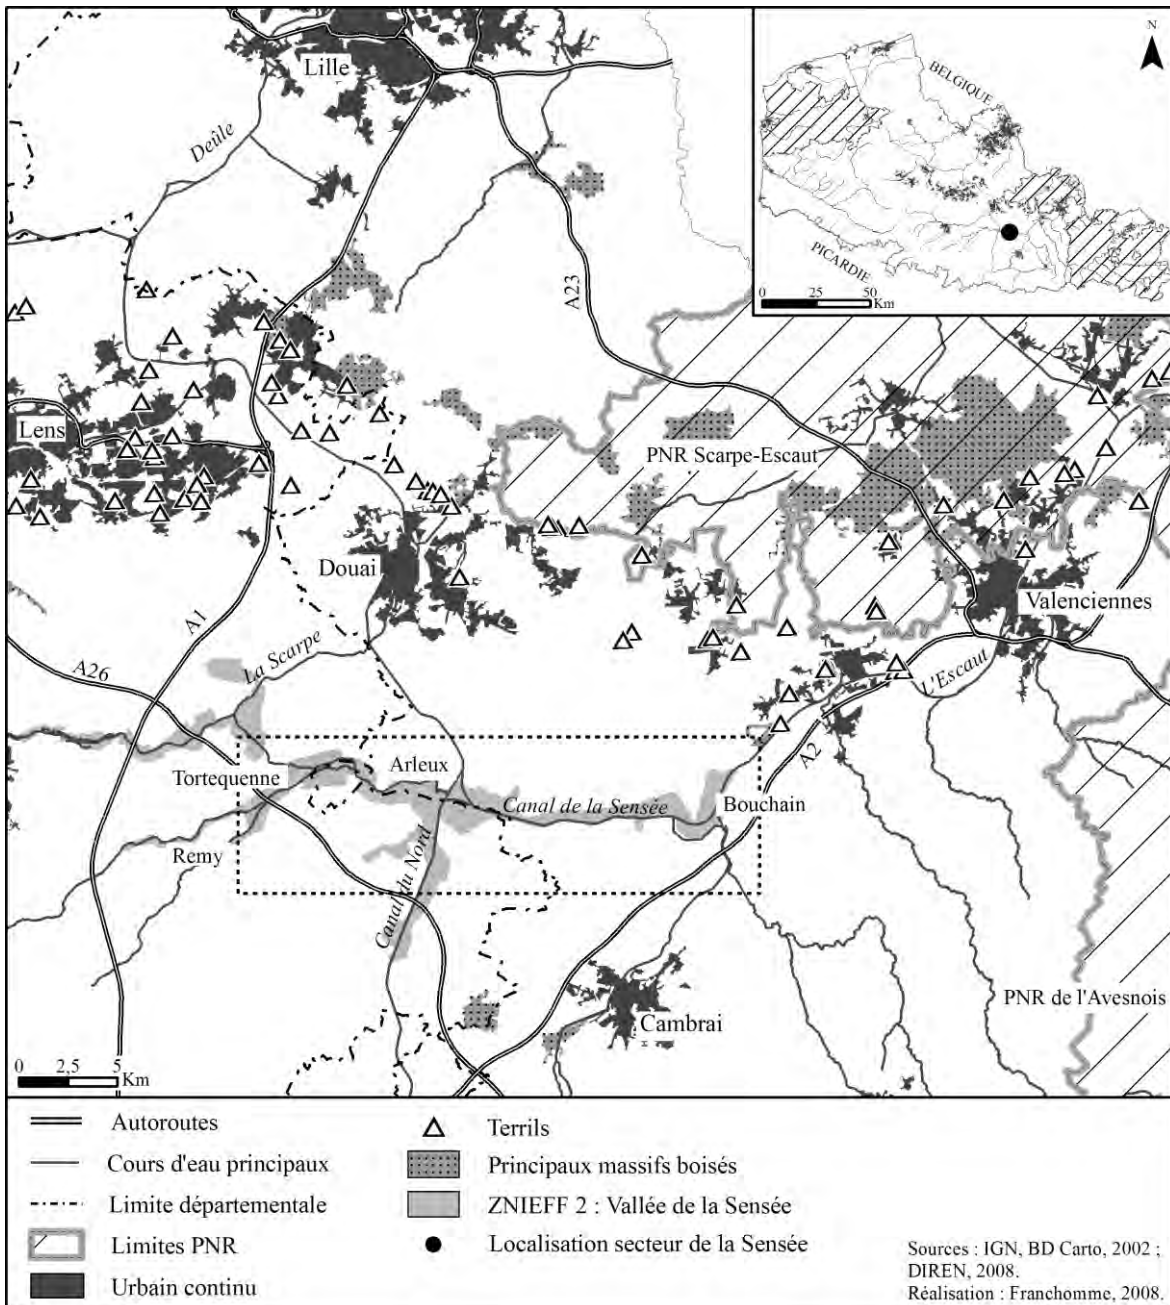 Lille
Deûle
A23
N
BELGIQUE
PICARDIE
0 25 50
Km
Lens
PNR Scarpe-Escaut
Douai
Valenciennes
A1
La Scarpe
A26
L'Escaut
A2
Tortequenne
Arleux
Canal de la Sensée
Bouchain
Remy
Canal du Nord
PNR de l'Avesnois
Cambrai
0 2,5 5
Km
Autoroutes
Cours d'eau principaux
Limite départementale
Limites PNR
Urbain continu
Terrils
Principaux massifs boisés
ZNIEFF 2 : Vallée de la Sensée
Localisation secteur de la Sensée
Sources : IGN, BD Carto, 2002 ;
DIREN, 2008.
Réalisation : Franchomme, 2008.